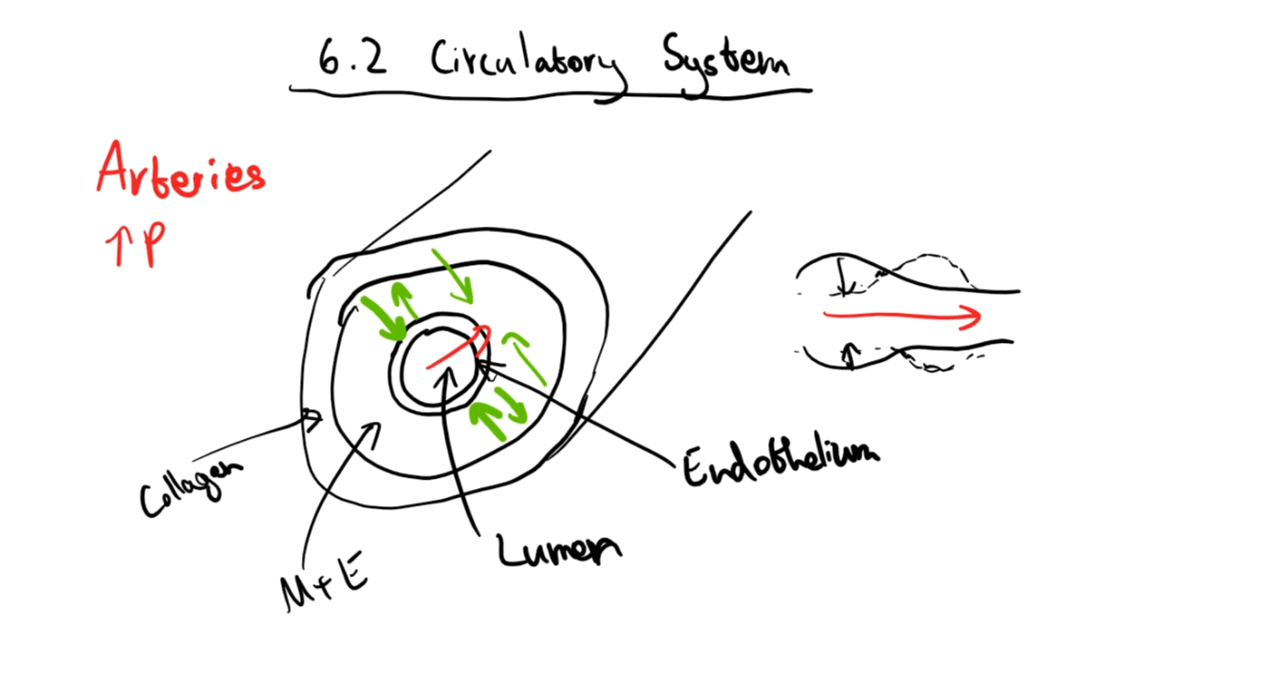 6.2 Circulatory System
Arteries
↑P
Collagen
M+E
Lumen
Endothelium